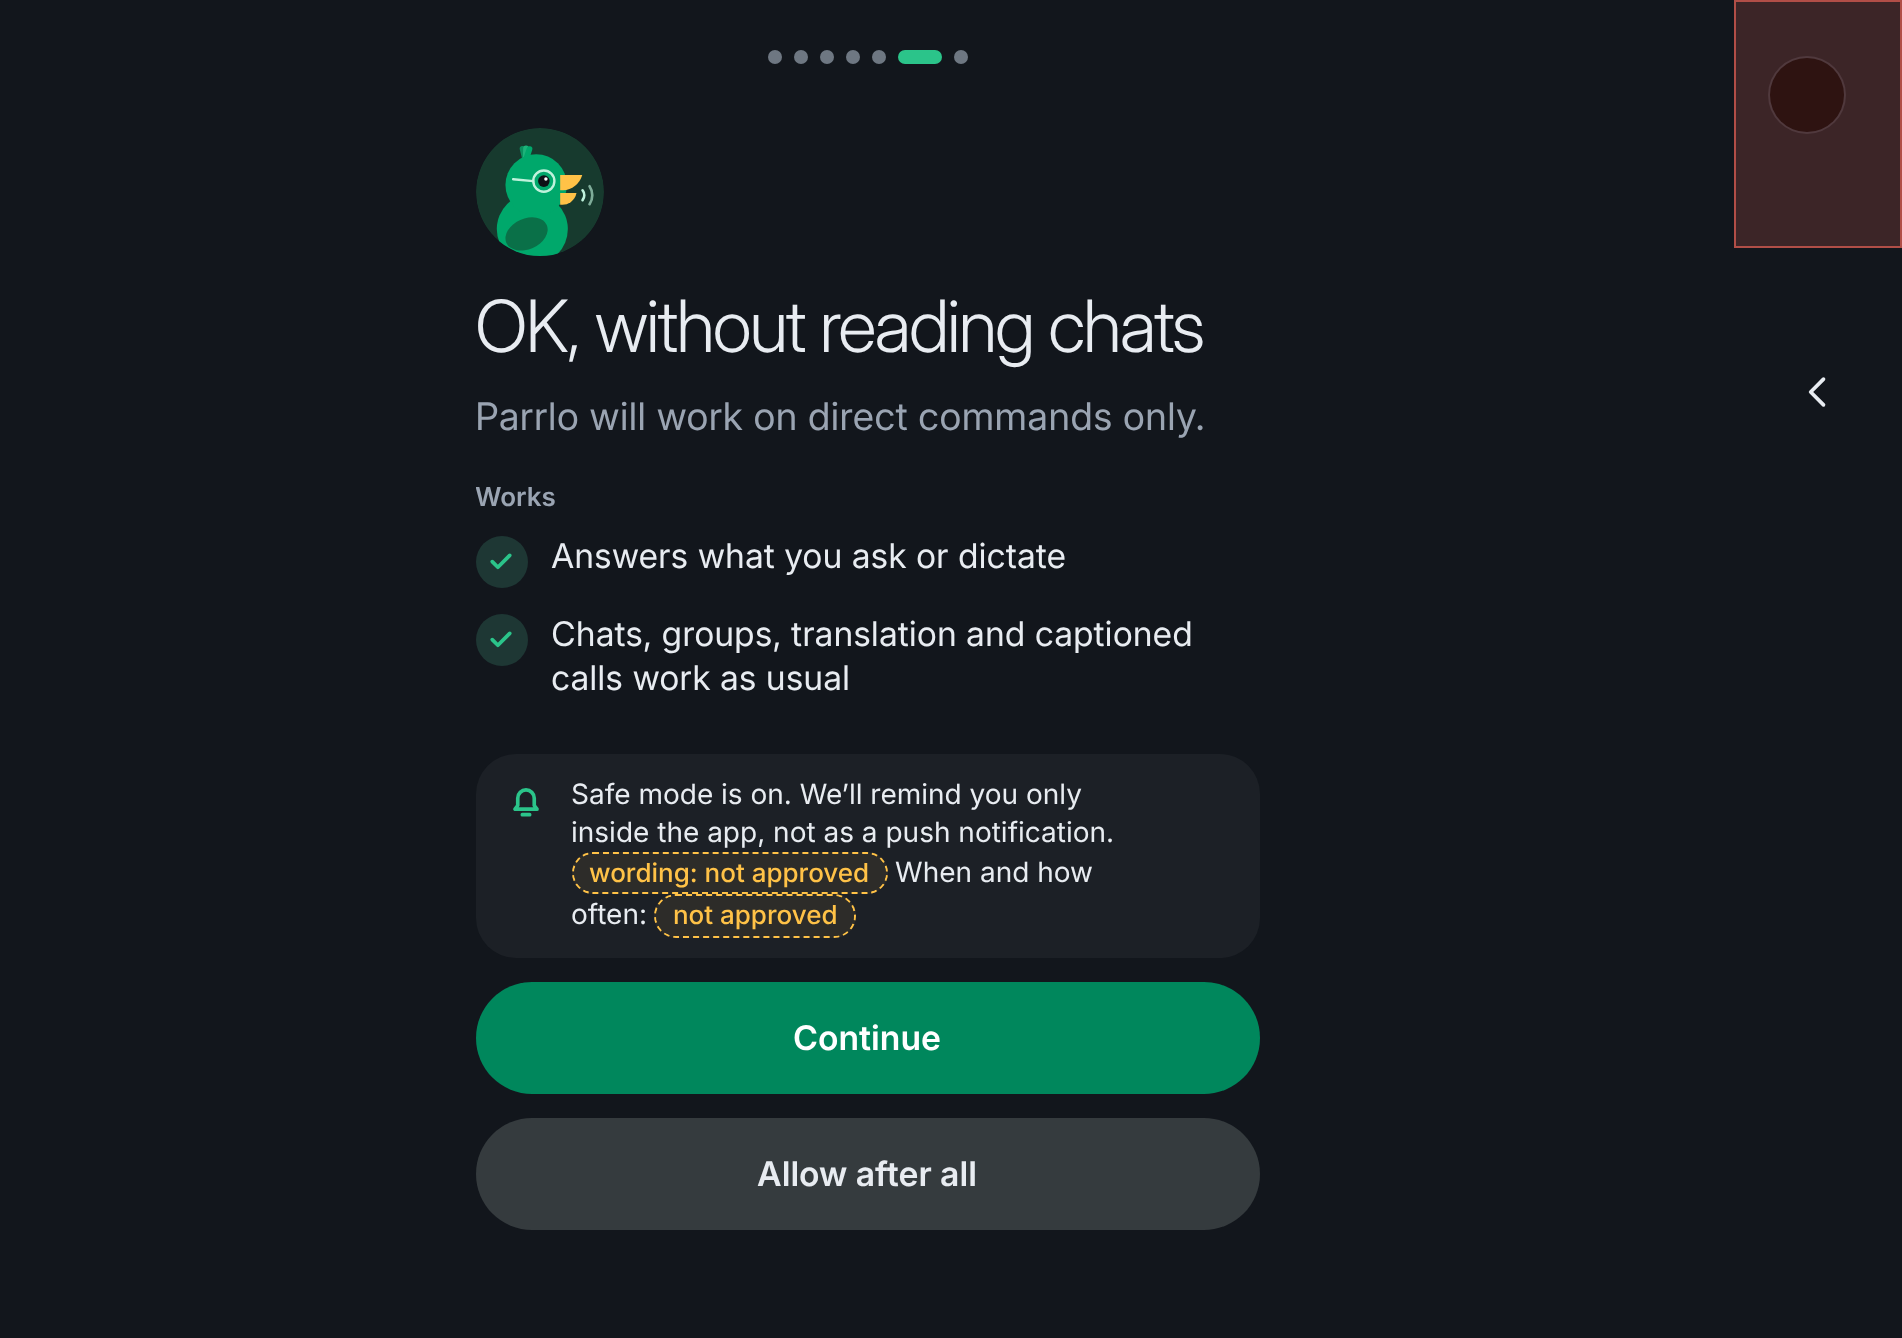 OK, without reading chats
Parrlo will work on direct commands only.
Works
Answers what you ask or dictate
Chats, groups, translation and captioned
calls work as usual
Safe mode is on. We’ll remind you only
inside the app, not as a push notification.
wording: not approved When and how
often: not approved
Continue
Allow after all